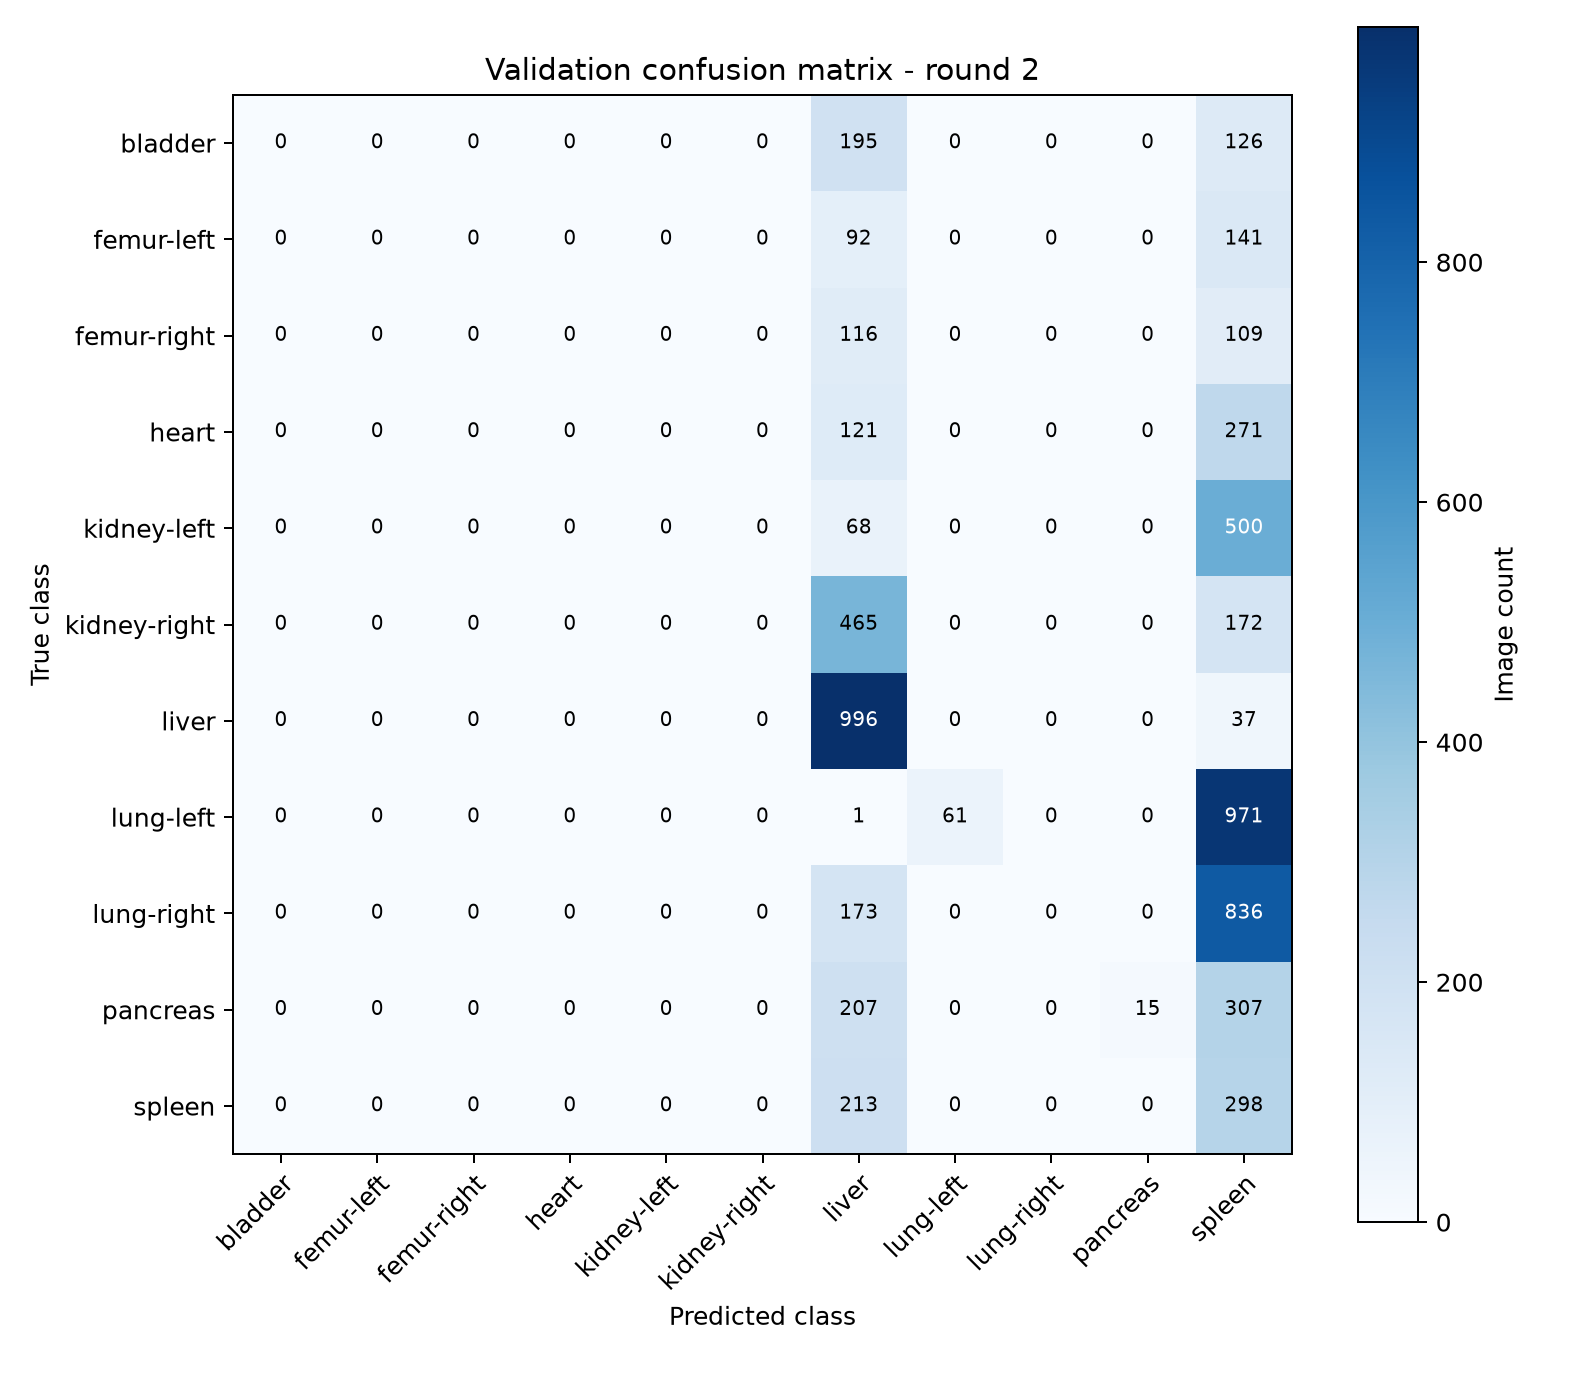 Validation confusion matrix - round 2
bladder 0 0 0 0 0 0 195 0 0 0 126
femur-left 0 0 0 0 0 0 92 0 0 0 141
femur-right 0 0 0 0 0 0 116 0 0 0 109
heart 0 0 0 0 0 0 121 0 0 0 271
kidney-left 0 0 0 0 0 0 68 0 0 0 500
kidney-right 0 0 0 0 0 0 465 0 0 0 172
liver 0 0 0 0 0 0 996 0 0 0 37
lung-left 0 0 0 0 0 0 1 61 0 0 971
lung-right 0 0 0 0 0 0 173 0 0 0 836
pancreas 0 0 0 0 0 0 207 0 0 15 307
spleen 0 0 0 0 0 0 213 0 0 0 298
bladder femur-left femur-right heart kidney-left kidney-right liver lung-left lung-right pancreas spleen
Predicted class
True class
800
600
400
200
0
Image count